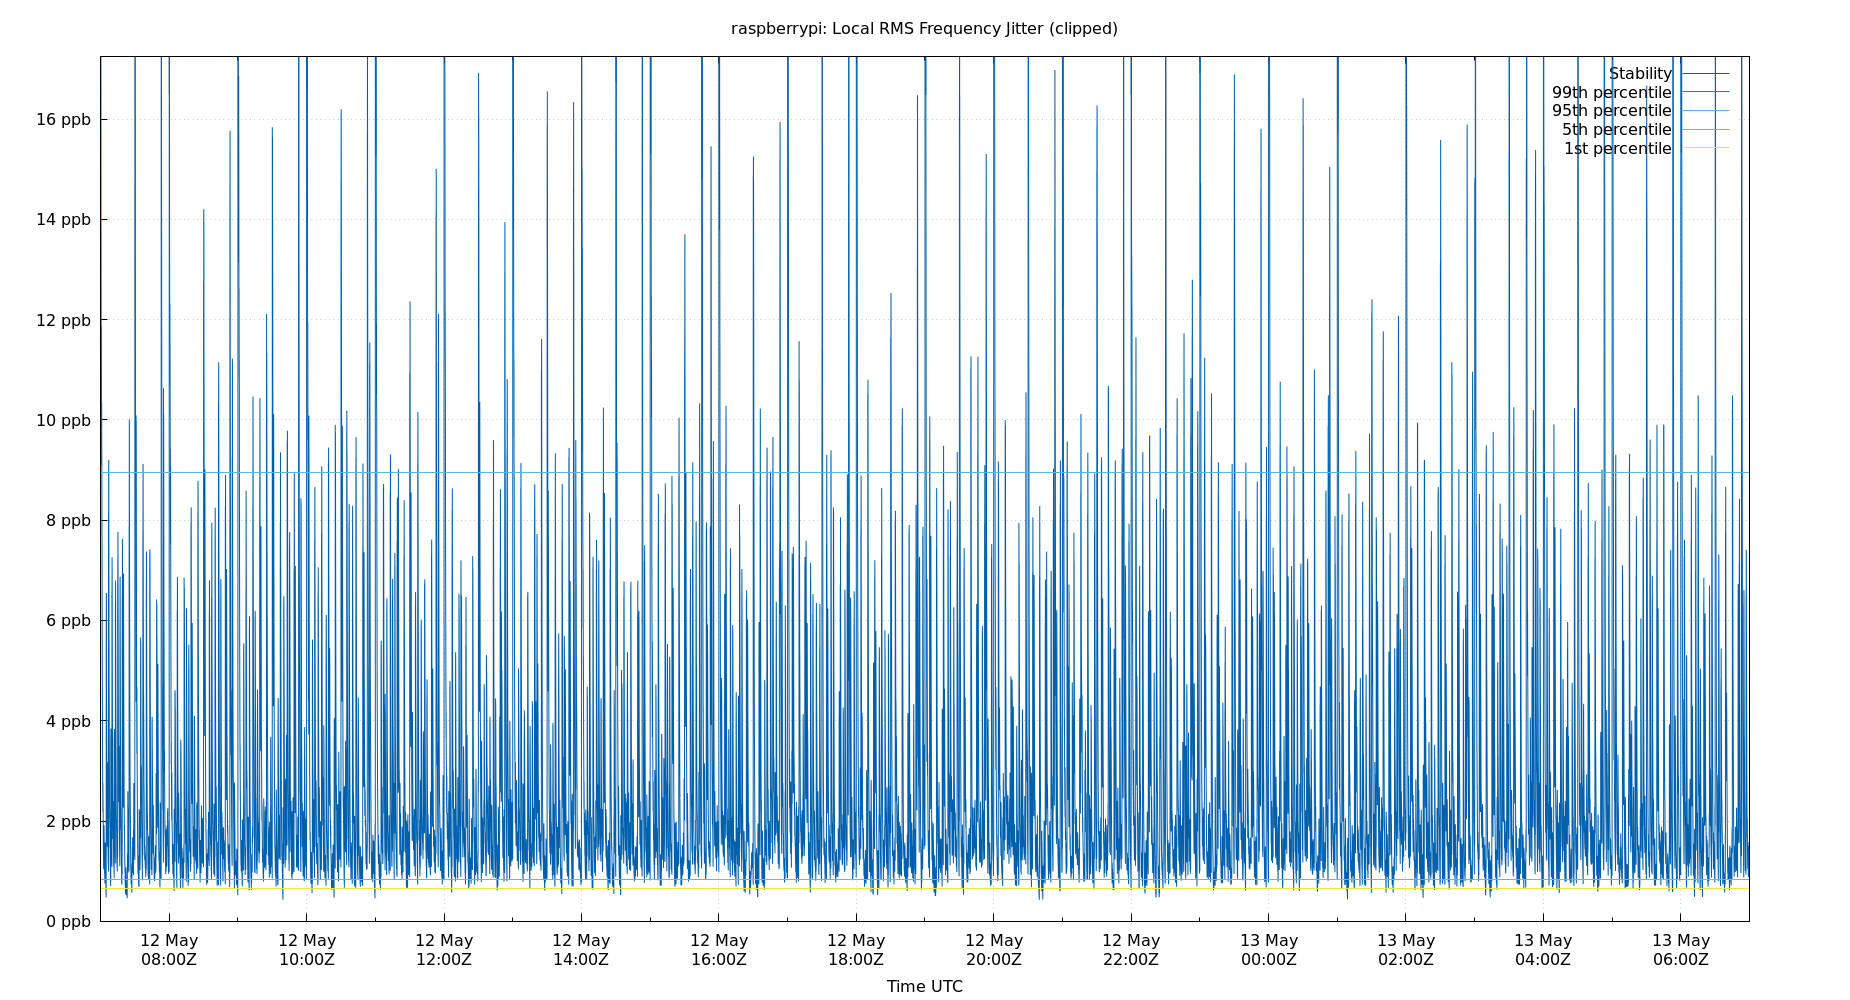 raspberrypi: Local RMS Frequency Jitter (clipped)
Stability
99th percentile
95th percentile
5th percentile
1st percentile
16 ppb
14 ppb
12 ppb
10 ppb
8 ppb
6 ppb
4 ppb
2 ppb
0 ppb
12 May 12 May 12 May 12 May 12 May 12 May 12 May 12 May 13 May 13 May 13 May 13 May
08:00Z 10:00Z 12:00Z 14:00Z 16:00Z 18:00Z 20:00Z 22:00Z 00:00Z 02:00Z 04:00Z 06:00Z
Time UTC